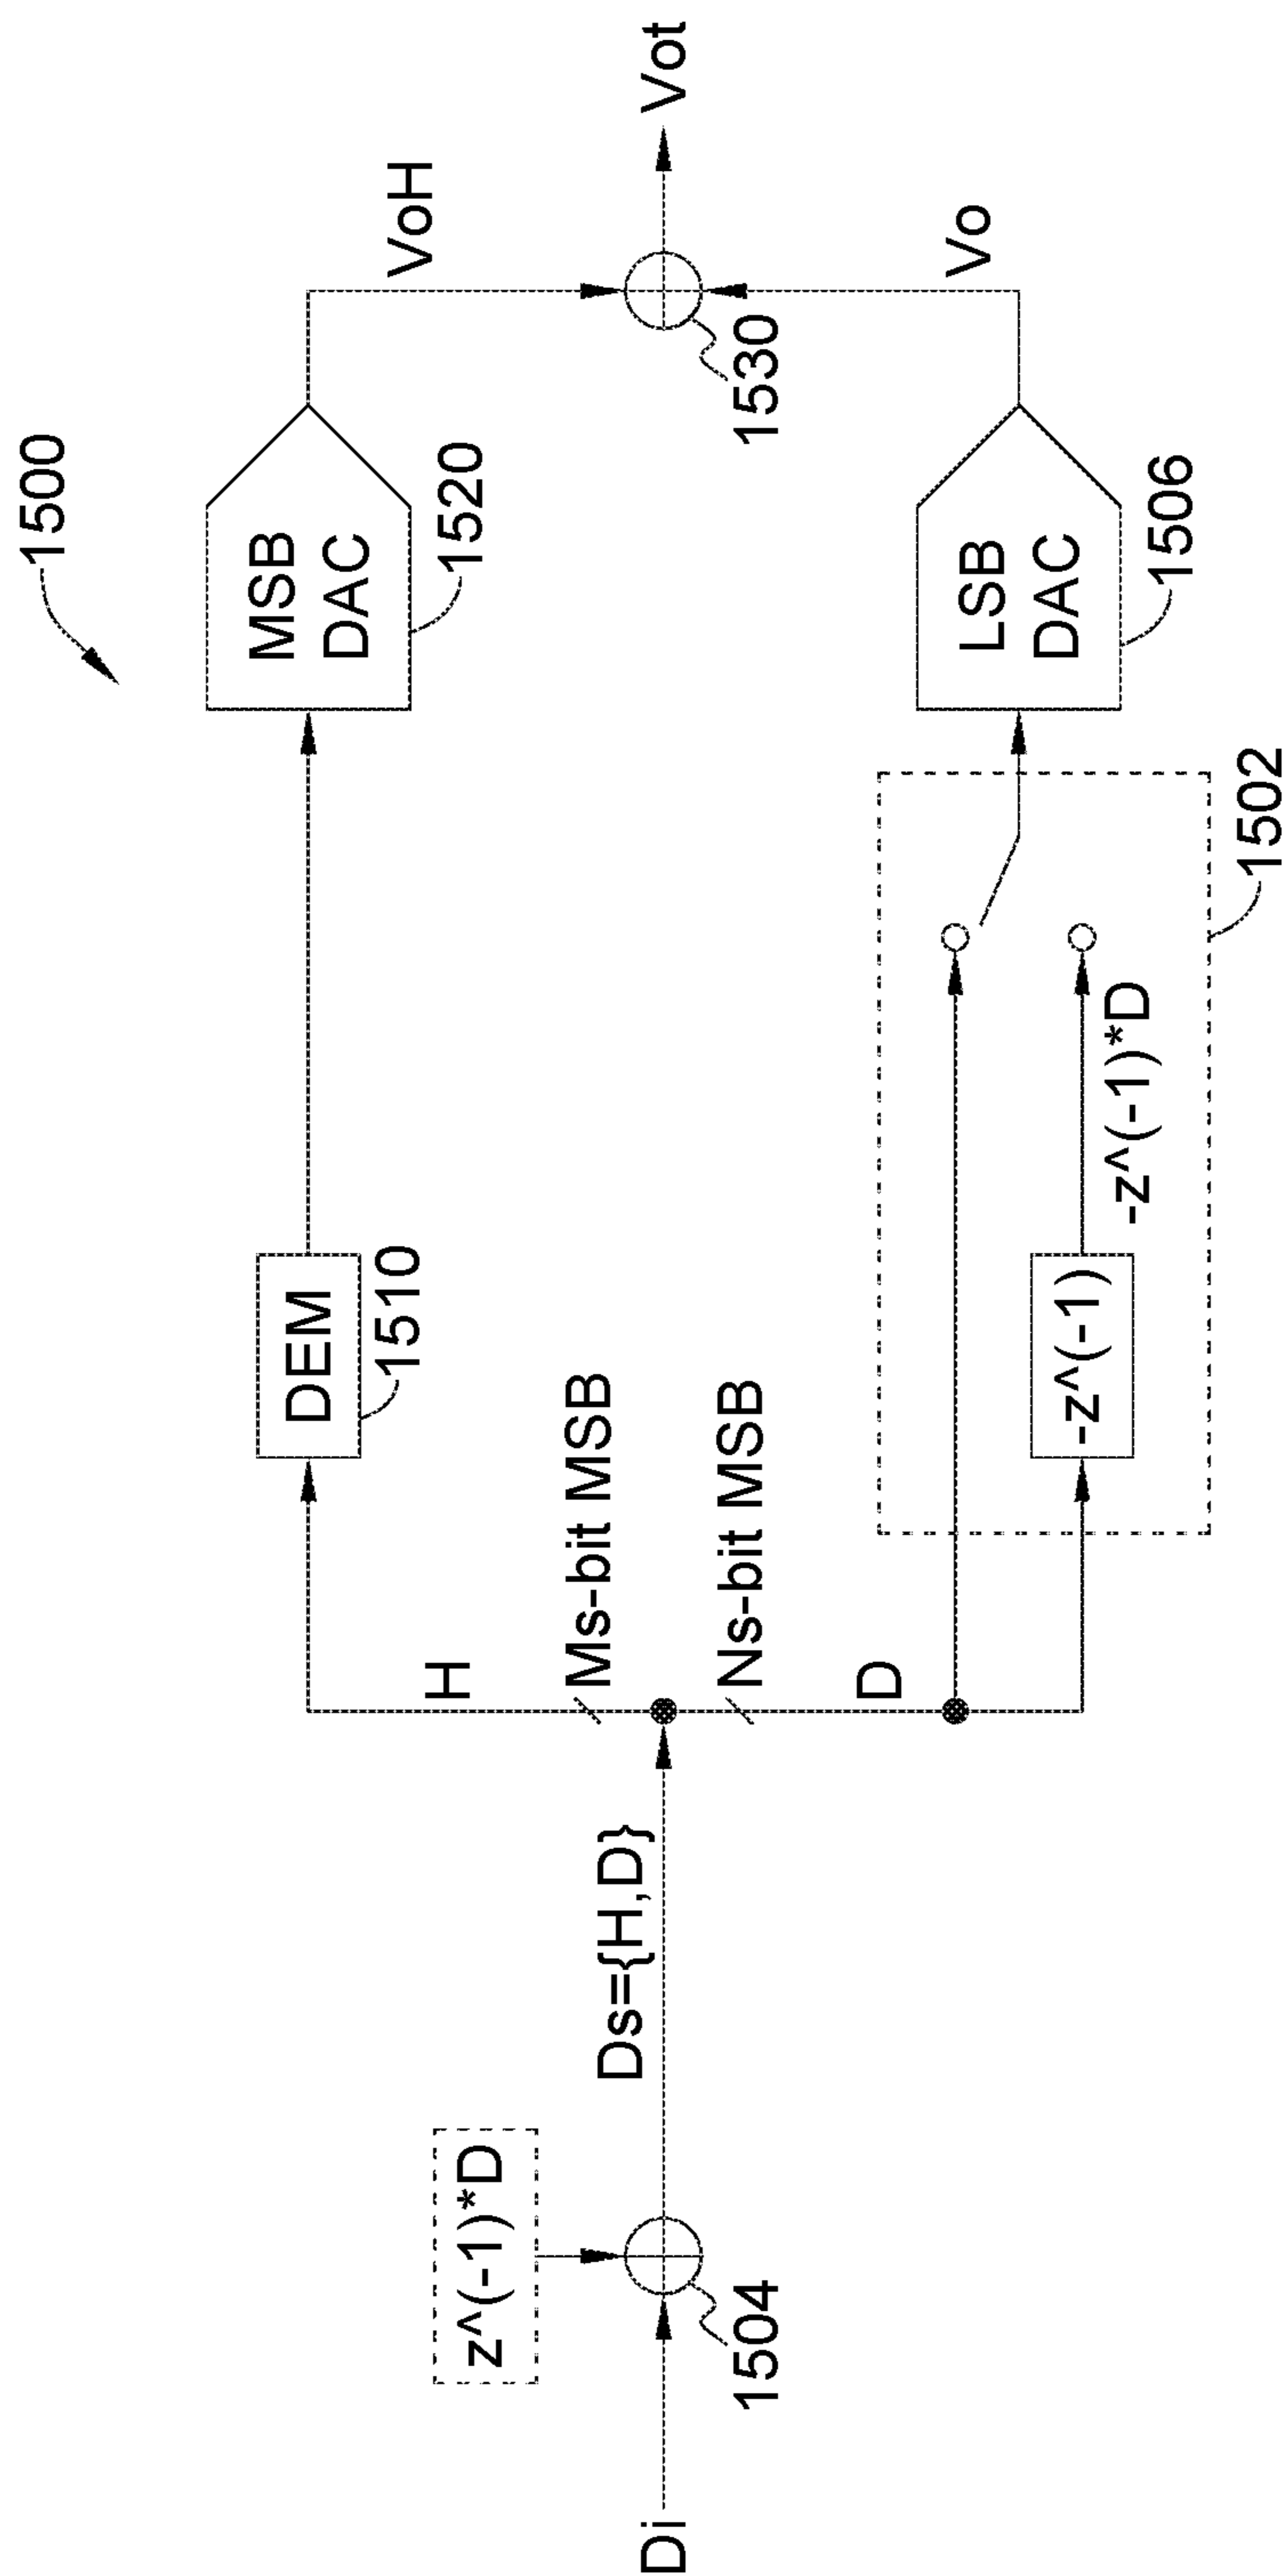 1500
Di
z^(-1)*D
1504
Ds={H,D}
H
Ms-bit MSB
Ns-bit MSB
D
DEM
1510
MSB
DAC
1520
VoH
-z^(-1)
-z^(-1)*D
1502
LSB
DAC
1506
Vo
1530
Vot